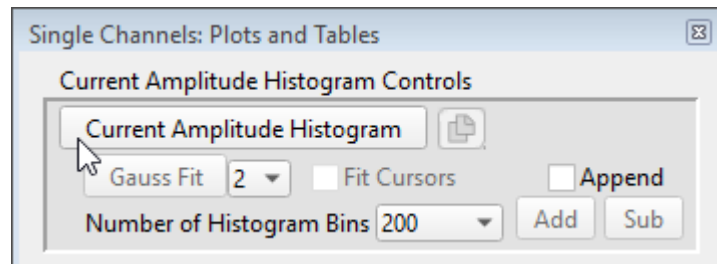 Single Channels: Plots and Tables
Current Amplitude Histogram Controls
Current Amplitude Histogram
Gauss Fit 2 Fit Cursors Append
Number of Histogram Bins 200 Add Sub